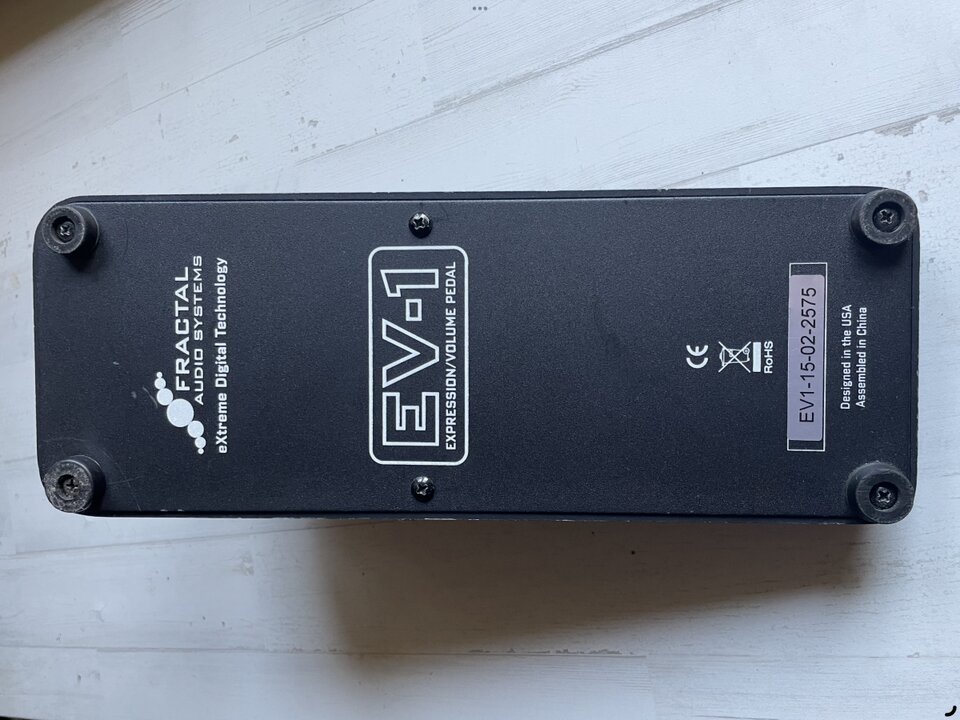 FRACTAL
AUDIO SYSTEMS
eXtreme Digital Technology
EV-1
EXPRESSION/VOLUME PEDAL
CE
RoHS
EV1-15-02-2575
Designed in the USA
Assembled in China